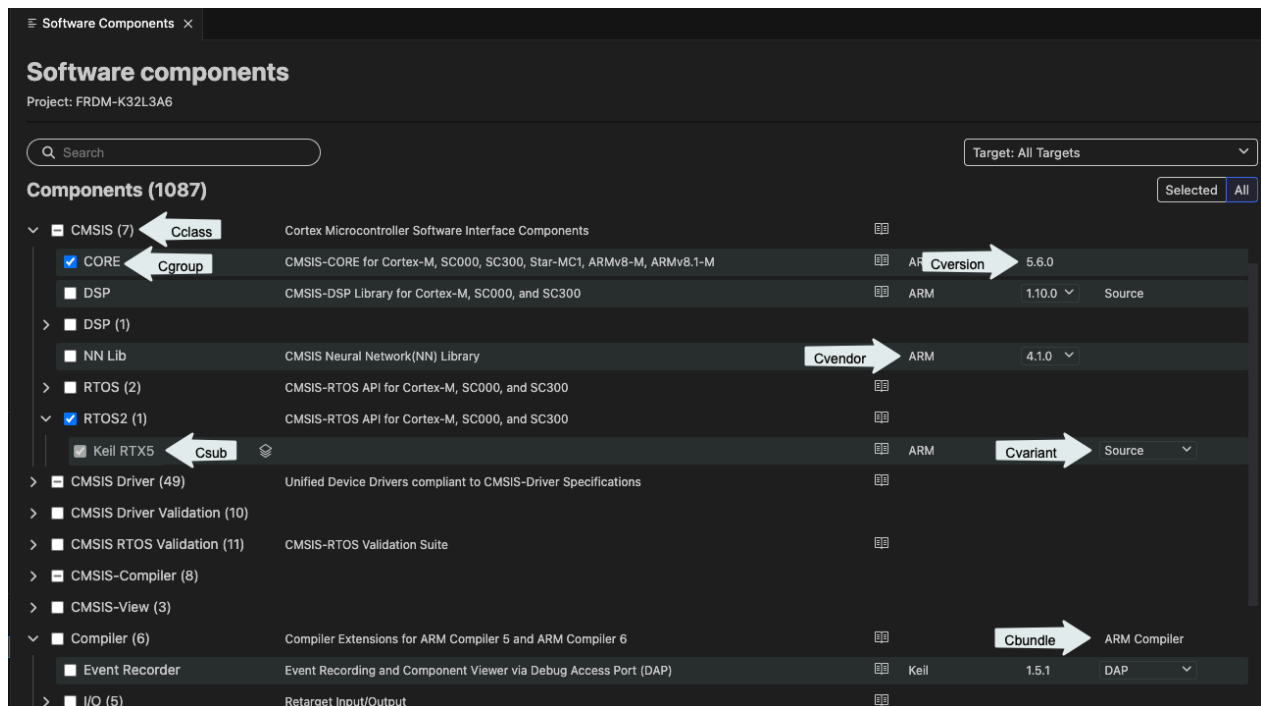 Software Components
Software components
Project: FRDM-K32L3A6
Search
Target: All Targets
Components (1087)
Selected All
CMSIS (7) Cclass Cortex Microcontroller Software Interface Components
CORE Cgroup CMSIS-CORE for Cortex-M, SC000, SC300, Star-MC1, ARMv8-M, ARMv8.1-M Cversion 5.6.0
DSP CMSIS-DSP Library for Cortex-M, SC000, and SC300 ARM 1.10.0 Source
DSP (1)
NN Lib CMSIS Neural Network(NN) Library Cvendor ARM 4.1.0
RTOS (2) CMSIS-RTOS API for Cortex-M, SC000, and SC300
RTOS2 (1) CMSIS-RTOS API for Cortex-M, SC000, and SC300
Keil RTX5 Csub ARM Cvariant Source
CMSIS Driver (49) Unified Device Drivers compliant to CMSIS-Driver Specifications
CMSIS Driver Validation (10)
CMSIS RTOS Validation (11) CMSIS-RTOS Validation Suite
CMSIS-Compiler (8)
CMSIS-View (3)
Compiler (6) Compiler Extensions for ARM Compiler 5 and ARM Compiler 6 Cbundle ARM Compiler
Event Recorder Event Recording and Component Viewer via Debug Access Port (DAP) Keil 1.5.1 DAP
I/O (5) Retarget Input/Output